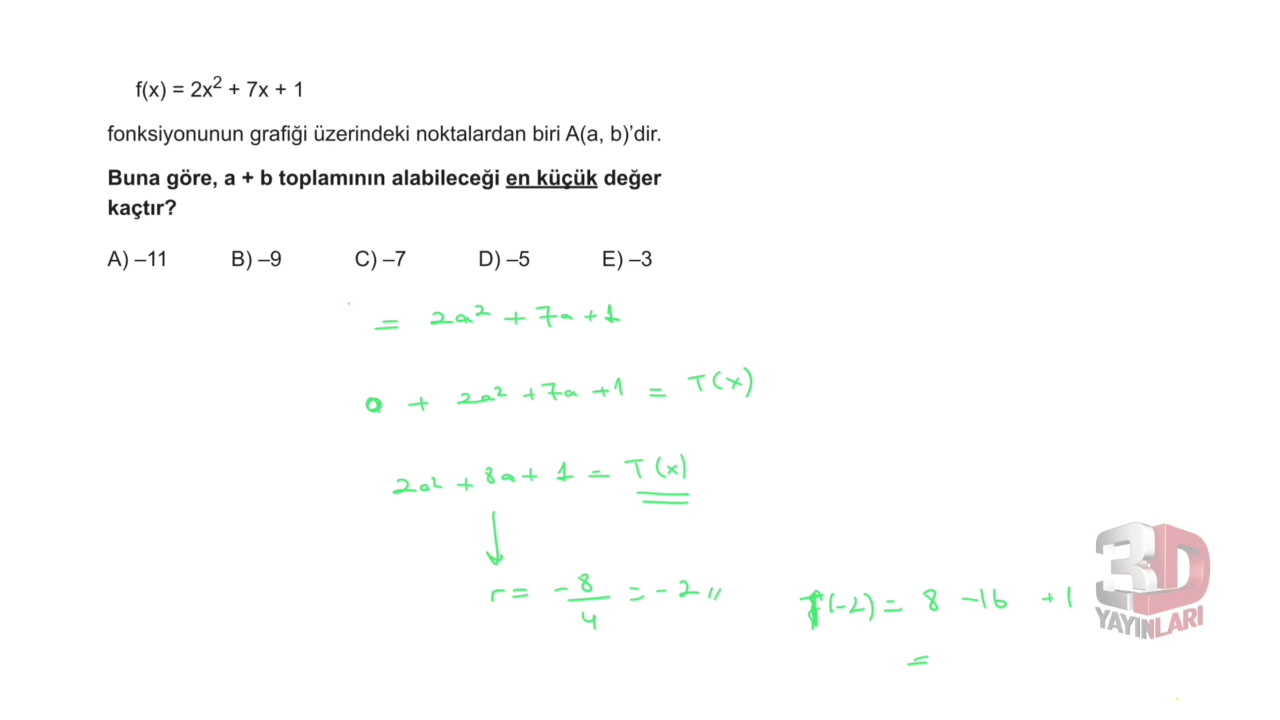 f(x) = 2x² + 7x + 1
fonksiyonunun grafiği üzerindeki noktalardan biri A(a, b)'dir.
Buna göre, a + b toplamının alabileceği en küçük değer
kaçtır?
A) –11 B) –9 C) –7 D) –5 E) –3
= 2a² + 7a + 1
a + 2a² + 7a + 1 = T(x)
2a² + 8a + 1 = T(x)
r = -8/4 = -2 //
T(-2) = 8 - 16 + 1
=
3D
YAYINLARI